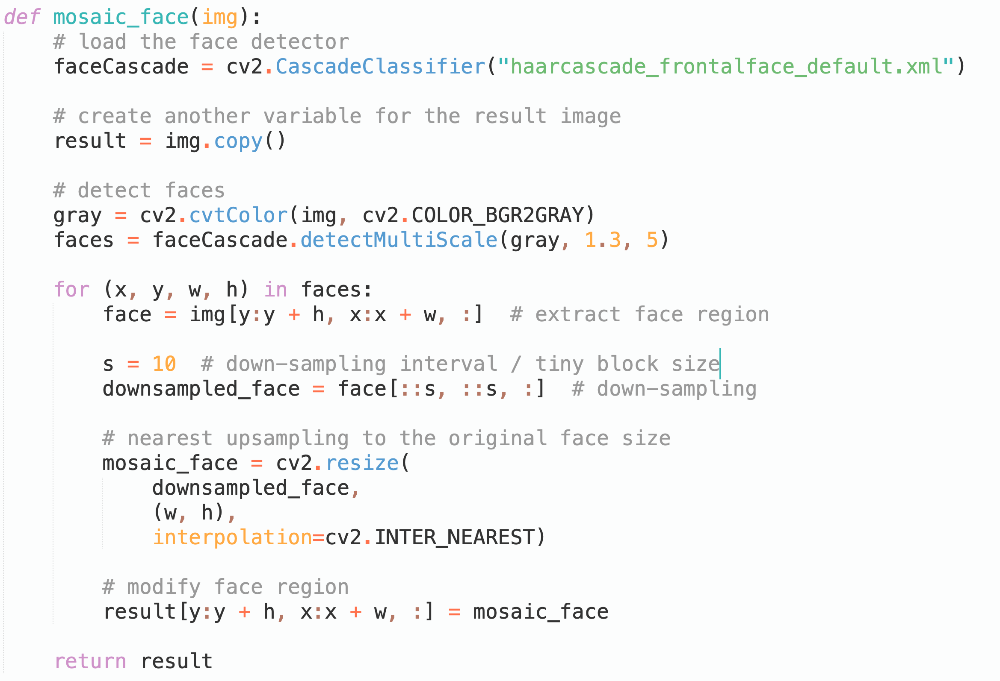 def mosaic_face(img):
    # load the face detector
    faceCascade = cv2.CascadeClassifier("haarcascade_frontalface_default.xml")

    # create another variable for the result image
    result = img.copy()

    # detect faces
    gray = cv2.cvtColor(img, cv2.COLOR_BGR2GRAY)
    faces = faceCascade.detectMultiScale(gray, 1.3, 5)

    for (x, y, w, h) in faces:
        face = img[y:y + h, x:x + w, :]  # extract face region

        s = 10  # down-sampling interval / tiny block size
        downsampled_face = face[::s, ::s, :]  # down-sampling

        # nearest upsampling to the original face size
        mosaic_face = cv2.resize(
            downsampled_face,
            (w, h),
            interpolation=cv2.INTER_NEAREST)

        # modify face region
        result[y:y + h, x:x + w, :] = mosaic_face

    return result